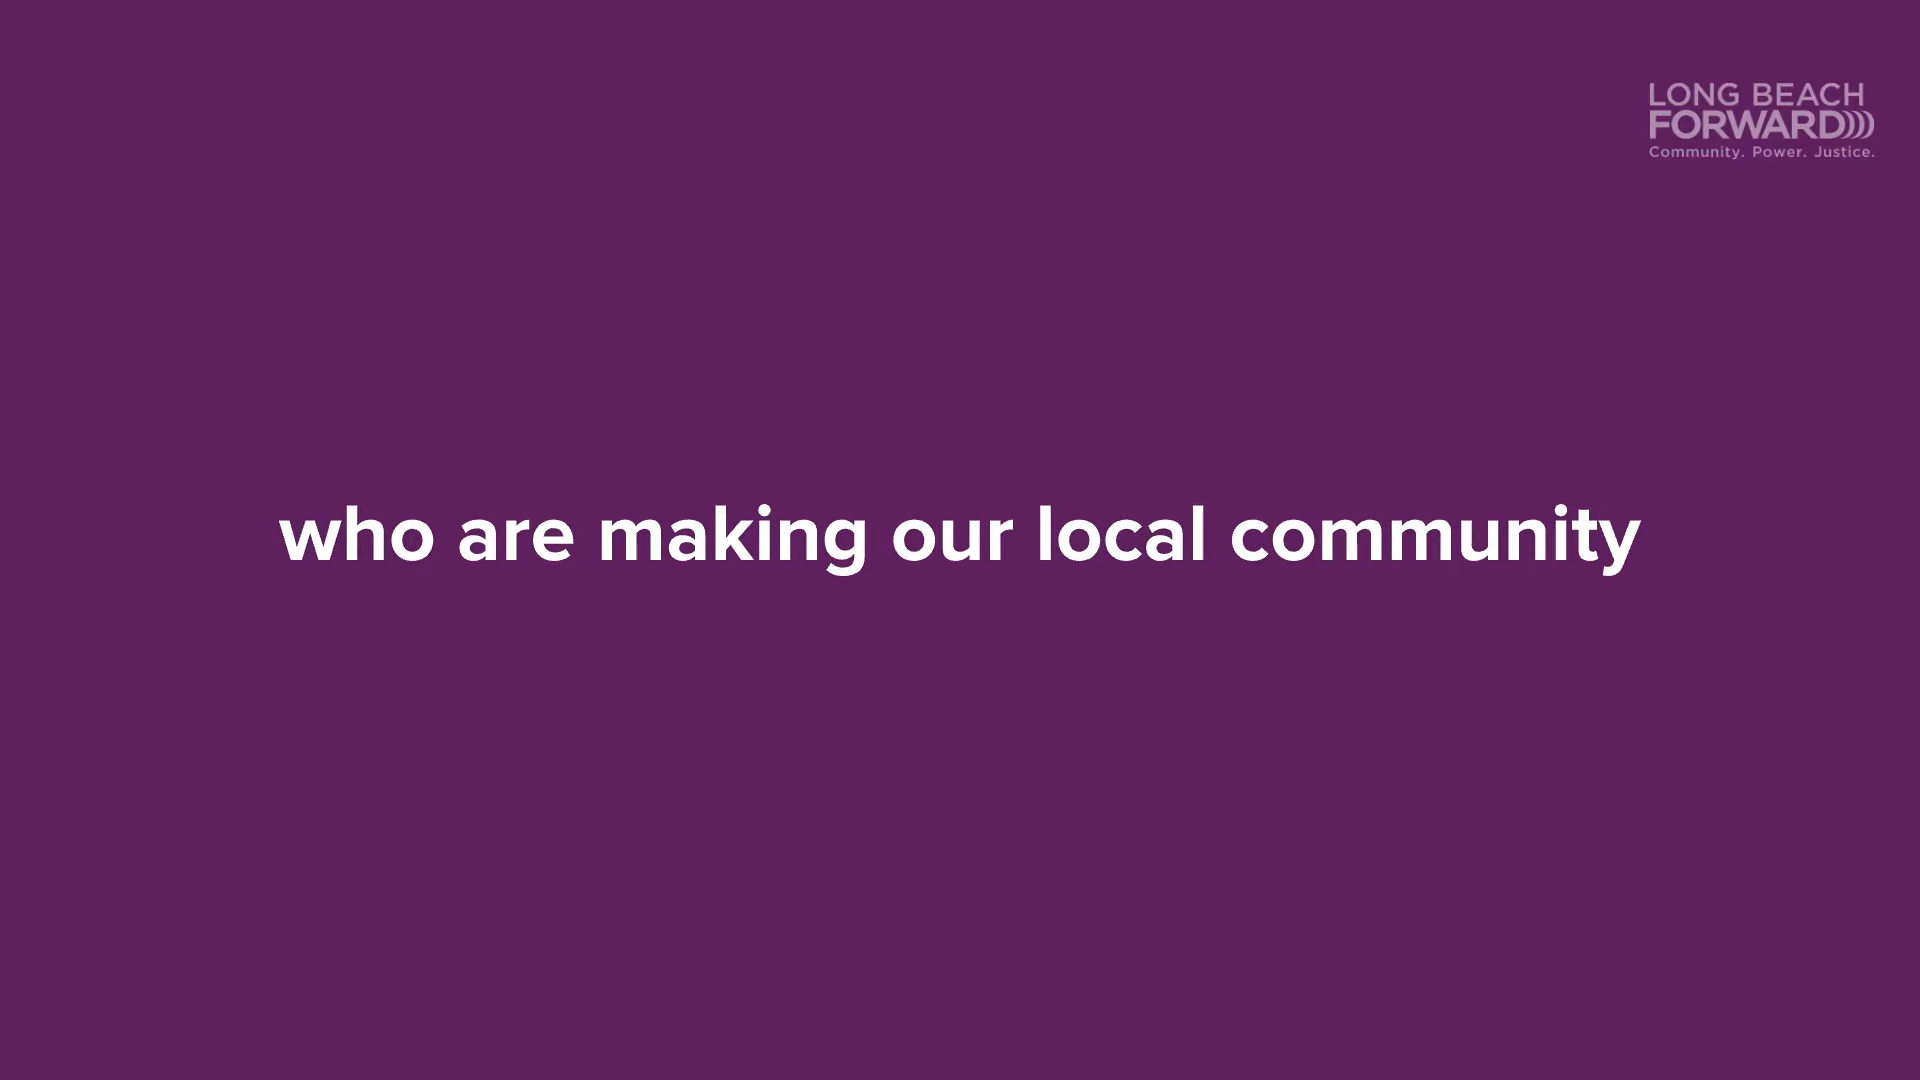 LONG BEACH
FORWARD)))
Community. Power. Justice.
who are making our local community